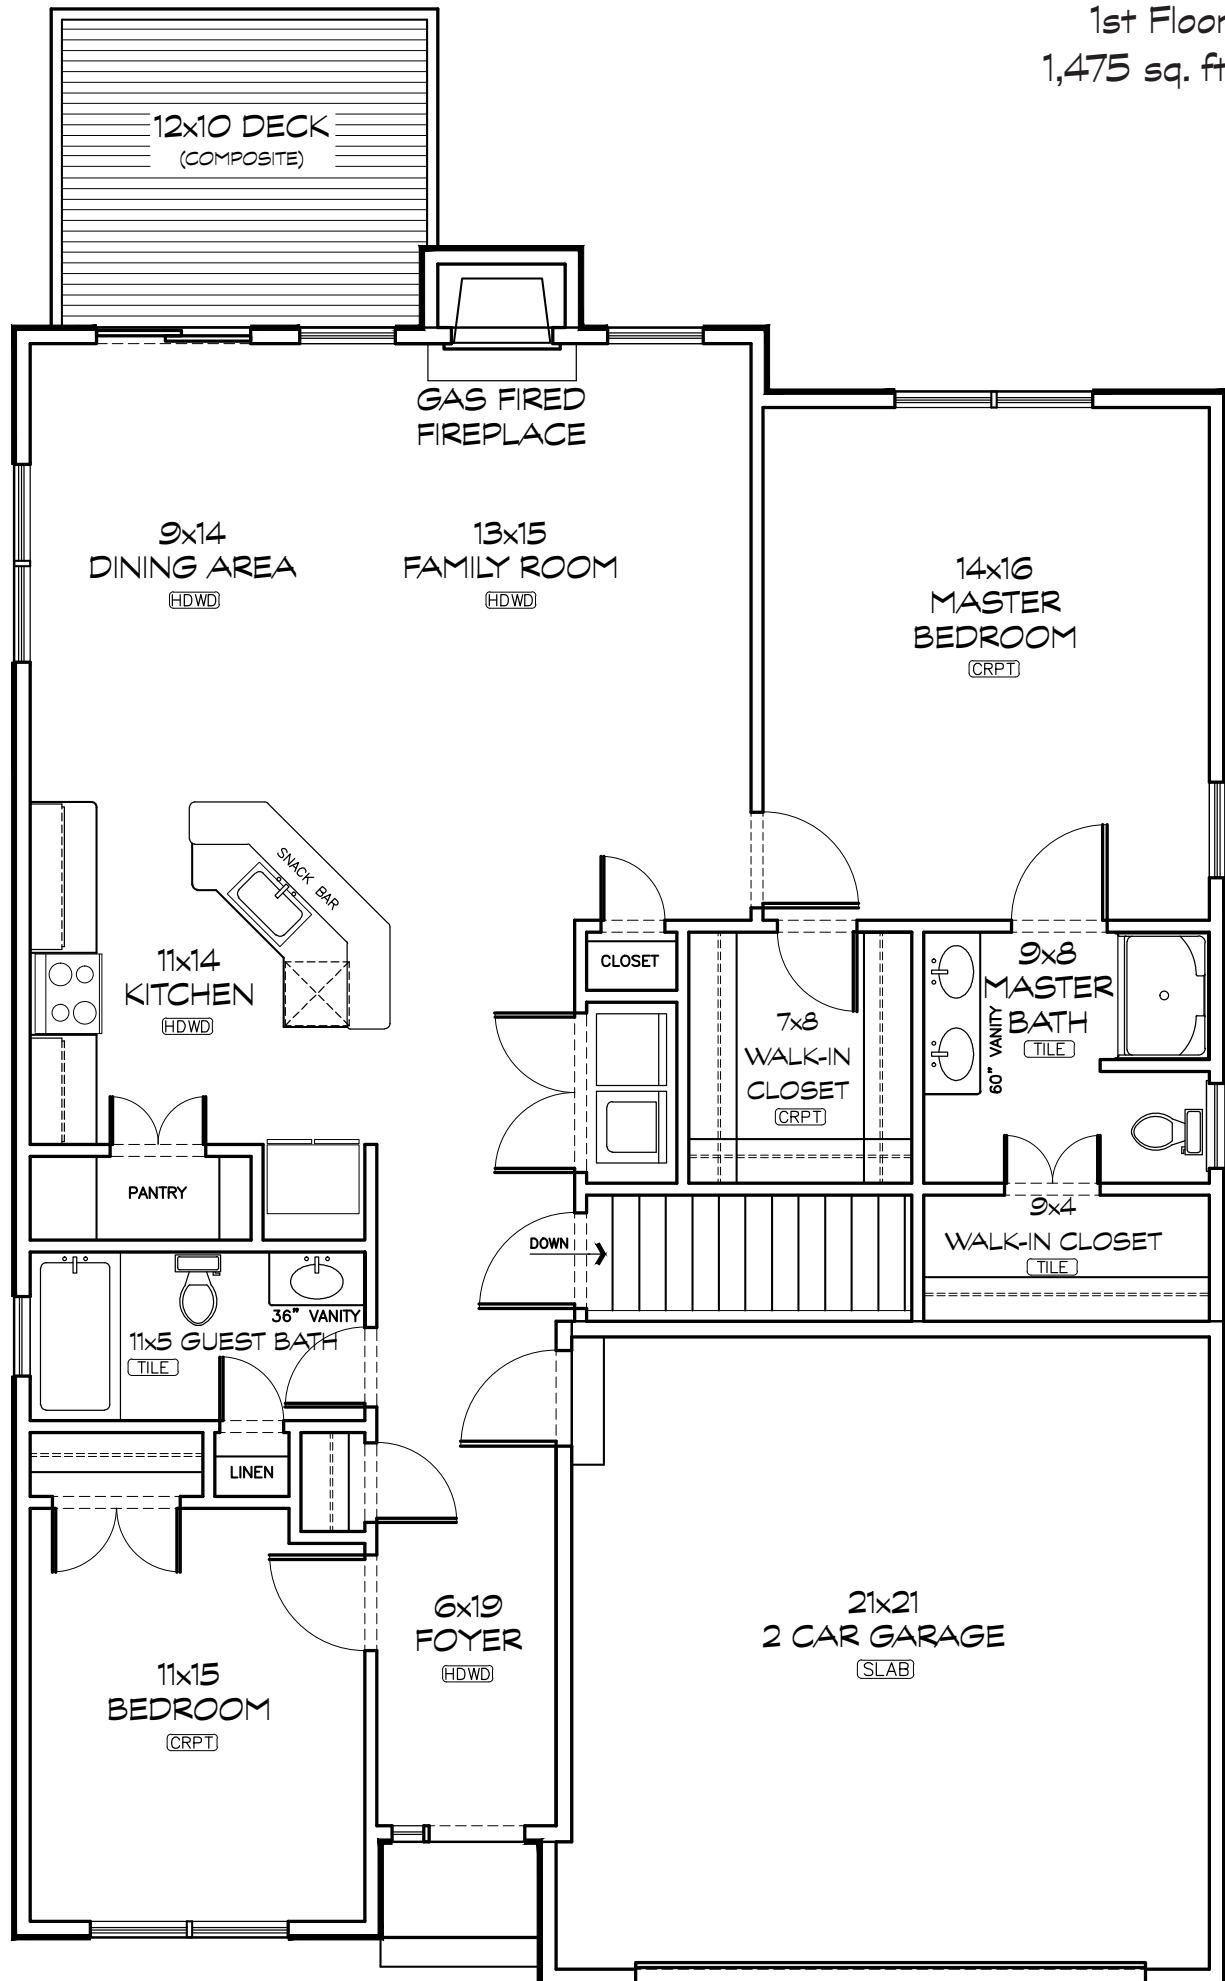 1st Floor
1,475 sq. ft
12x10 DECK
(COMPOSITE)
GAS FIRED
FIREPLACE
9x14
DINING AREA
HDWD
13x15
FAMILY ROOM
HDWD
14x16
MASTER
BEDROOM
CRPT
SNACK BAR
11x14
KITCHEN
HDWD
CLOSET
7x8
WALK-IN
CLOSET
CRPT
9x8
MASTER
BATH
TILE
60" VANITY
PANTRY
DOWN
9x4
WALK-IN CLOSET
TILE
36" VANITY
11x5 GUEST BATH
TILE
LINEN
6x19
FOYER
HDWD
21x21
2 CAR GARAGE
SLAB
11x15
BEDROOM
CRPT